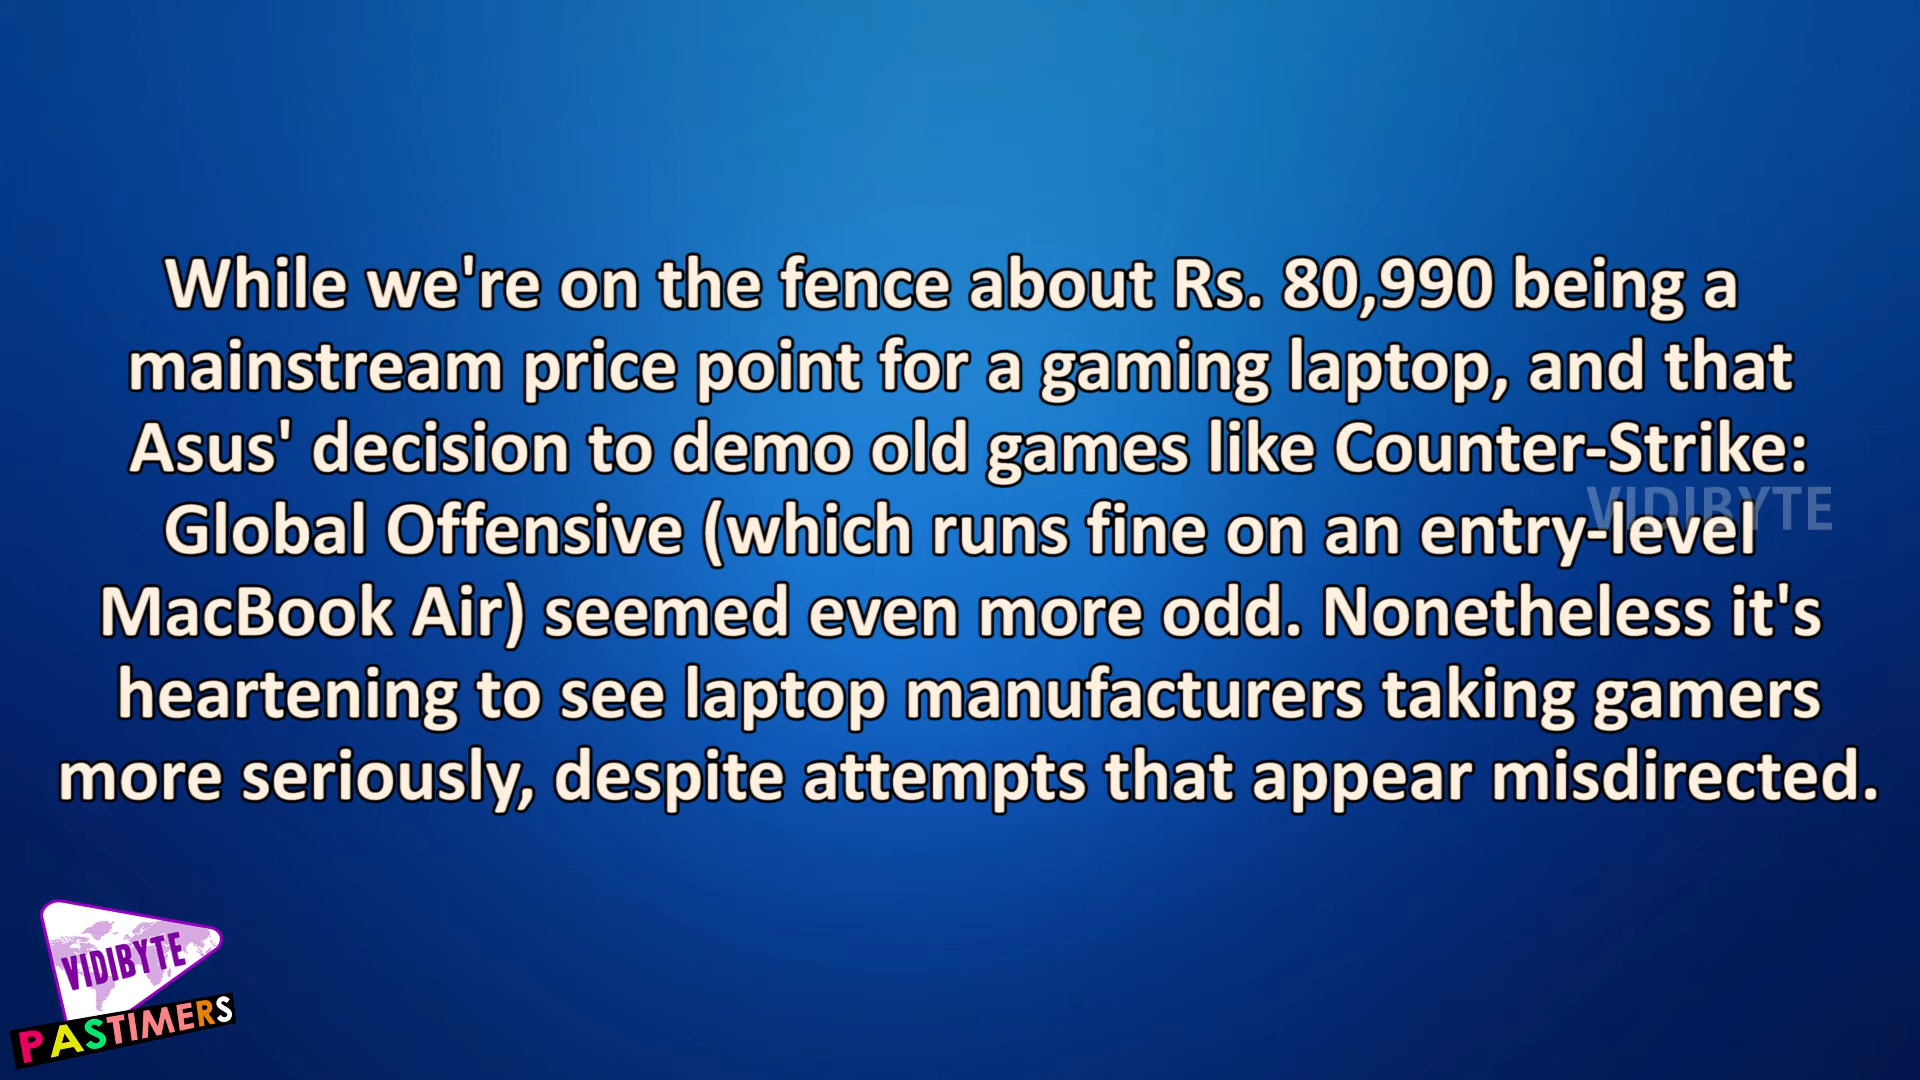 While we're on the fence about Rs. 80,990 being a
mainstream price point for a gaming laptop, and that
Asus' decision to demo old games like Counter-Strike:
Global Offensive (which runs fine on an entry-level
MacBook Air) seemed even more odd. Nonetheless it's
heartening to see laptop manufacturers taking gamers
more seriously, despite attempts that appear misdirected.
VIDIBYTE
VIDIBYTE
PASTIMERS